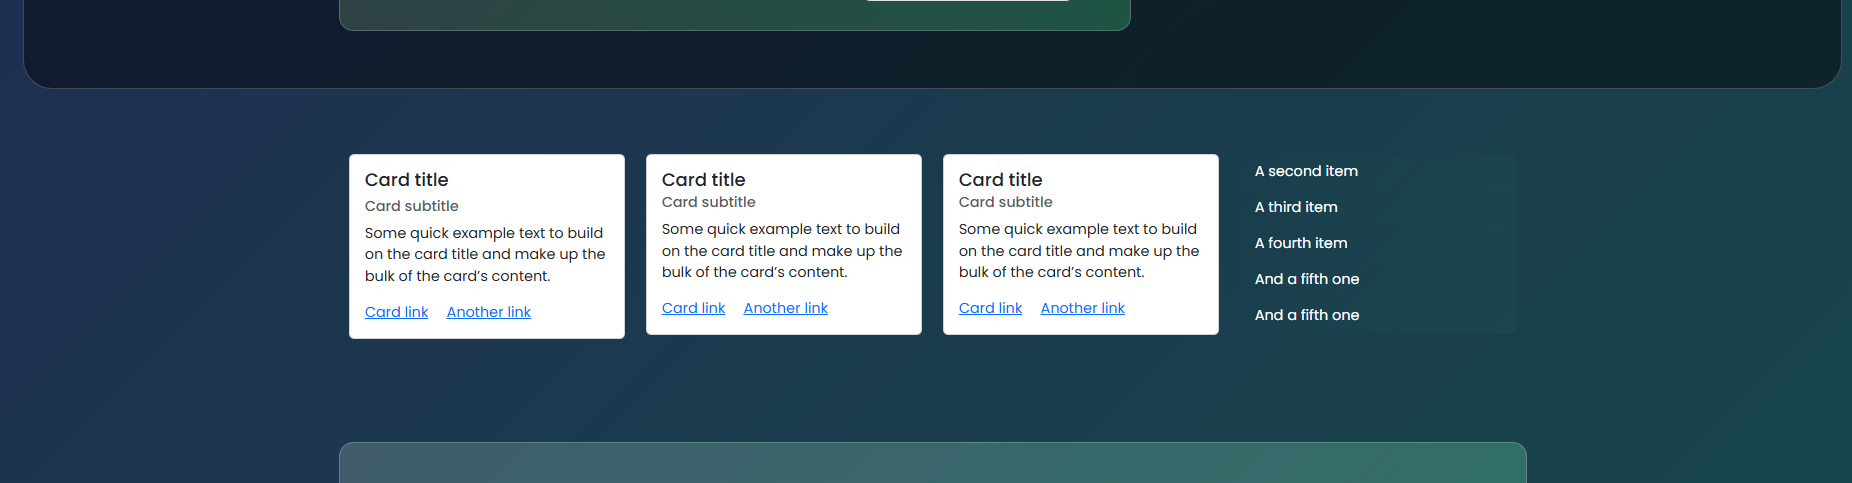 Card title
Card subtitle
Some quick example text to build
on the card title and make up the
bulk of the card’s content.
Card link Another link
Card title
Card subtitle
Some quick example text to build
on the card title and make up the
bulk of the card’s content.
Card link Another link
Card title
Card subtitle
Some quick example text to build
on the card title and make up the
bulk of the card’s content.
Card link Another link
A second item
A third item
A fourth item
And a fifth one
And a fifth one